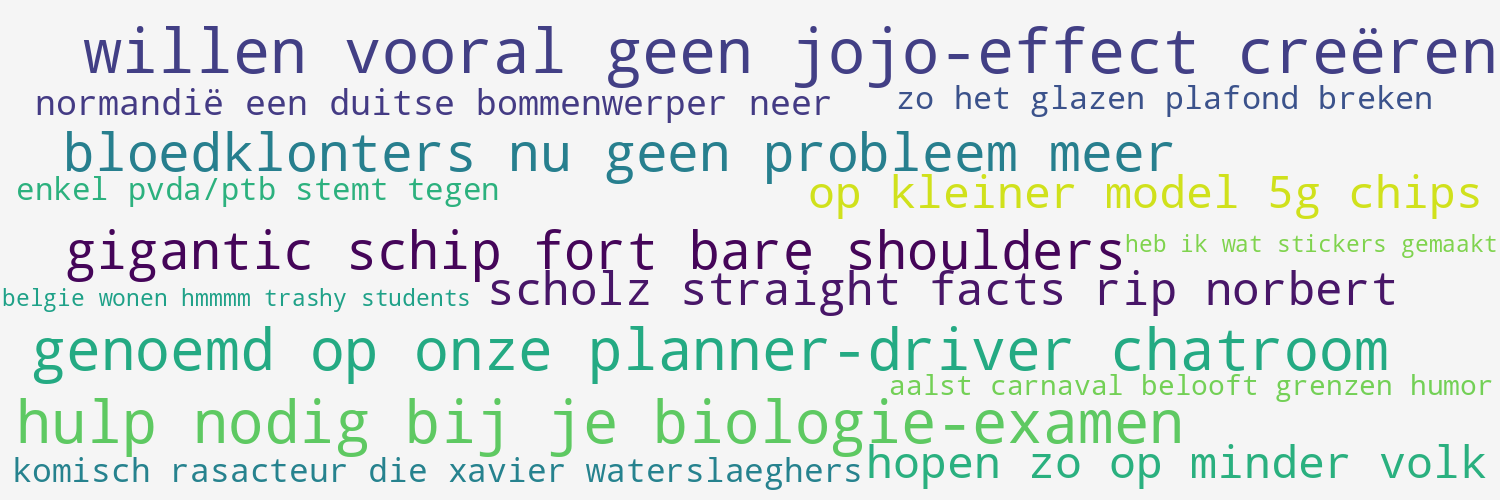 willen vooral geen jojo-effect creëren
normandië een duitse bommenwerper neer
zo het glazen plafond breken
bloedklonters nu geen probleem meer
enkel pvda/ptb stemt tegen
op kleiner model 5g chips
gigantic schip fort bare shoulders
heb ik wat stickers gemaakt
belgie wonen hmmmm trashy students
scholz straight facts rip norbert
genoemd op onze planner-driver chatroom
aalst carnaval belooft grenzen humor
hulp nodig bij je biologie-examen
komisch rasacteur die xavier waterslaeghers
hopen zo op minder volk